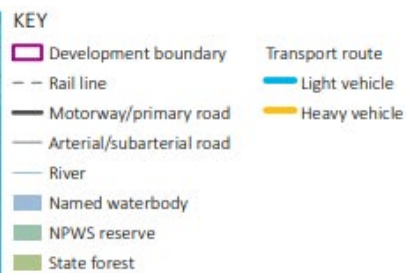 KEY
Development boundary
Rail line
Motorway/primary road
Arterial/subarterial road
River
Named waterbody
NPWS reserve
State forest
Transport route
Light vehicle
Heavy vehicle